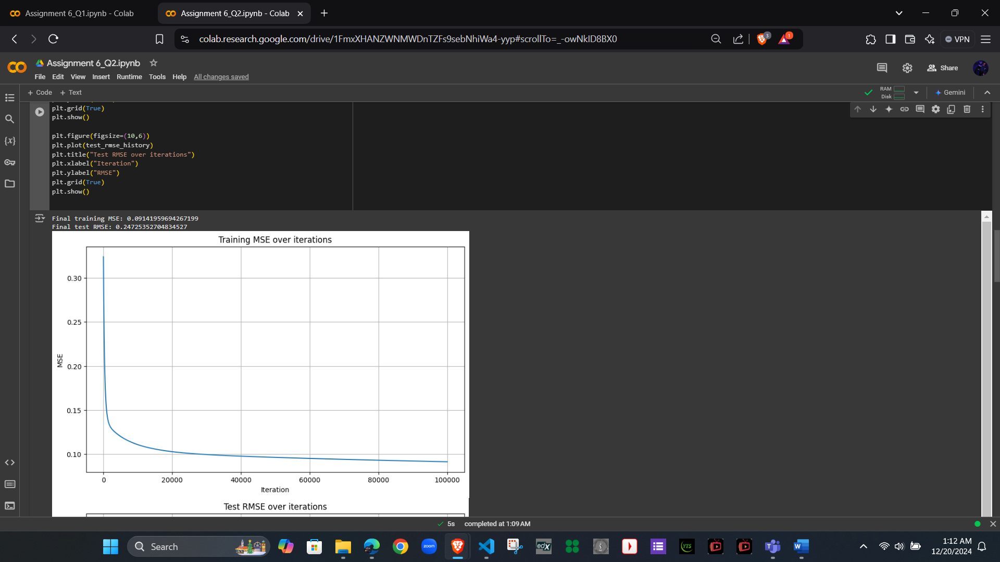 Assignment 6_Q1.ipynb - Colab
Assignment 6_Q2.ipynb - Colab
colab.research.google.com/drive/1FmxXHANZWNMWDnTZFs9sebNhiWa4-yyp#scrollTo=_-owNklD8BX0
3
1
VPN
Assignment 6_Q2.ipynb
File Edit View Insert Runtime Tools Help All changes saved
Share
+ Code + Text
RAM
Disk
Gemini
plt.grid(True)
plt.show()
plt.figure(figsize=(10,6))
plt.plot(test_rmse_history)
plt.title("Test RMSE over iterations")
plt.xlabel("Iteration")
plt.ylabel("RMSE")
plt.grid(True)
plt.show()
{x}
Final training MSE: 0.09141959694267199
Final test RMSE: 0.24725352704834527
Training MSE over iterations
0.30
0.25
0.20
0.15
0.10
MSE
0 20000 40000 60000 80000 100000
Iteration
Test RMSE over iterations
5s completed at 1:09 AM
Search
zoom
edX
YTS
T
W
1:12 AM
12/20/2024